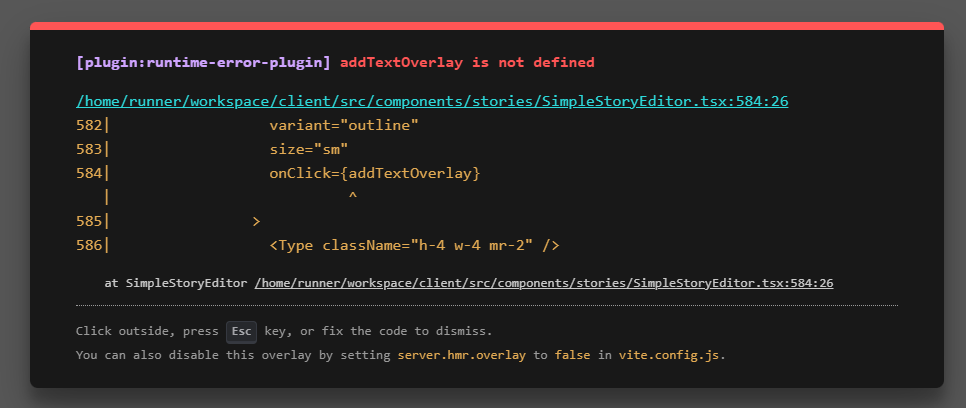 [plugin:runtime-error-plugin] addTextOverlay is not defined
/home/runner/workspace/client/src/components/stories/SimpleStoryEditor.tsx:584:26
582|                  variant="outline"
583|                  size="sm"
584|                  onClick={addTextOverlay}
   |                           ^
585|                >
586|                  <Type className="h-4 w-4 mr-2" />
at SimpleStoryEditor /home/runner/workspace/client/src/components/stories/SimpleStoryEditor.tsx:584:26
Click outside, press Esc key, or fix the code to dismiss.
You can also disable this overlay by setting server.hmr.overlay to false in vite.config.js.